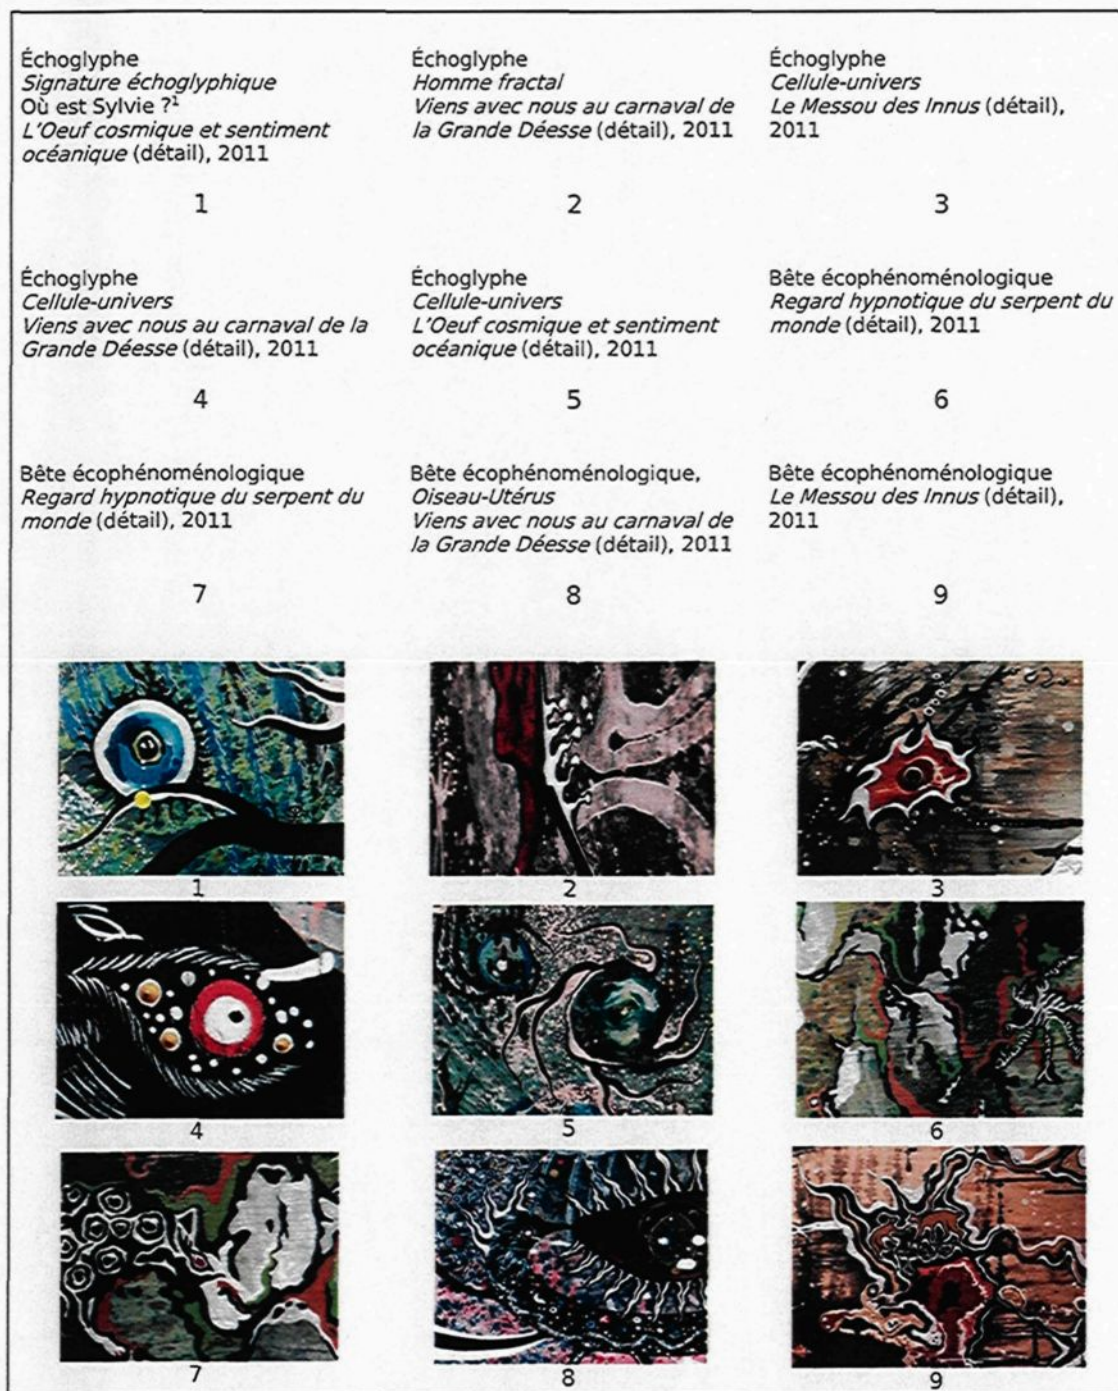 Échoglyphe
Signature échoglyphique
Où est Sylvie ?¹
L'Oeuf cosmique et sentiment
océanique (détail), 2011
1
Échoglyphe
Homme fractal
Viens avec nous au carnaval de
la Grande Déesse (détail), 2011
2
Échoglyphe
Cellule-univers
Le Messou des Innus (détail),
2011
3
Échoglyphe
Cellule-univers
Viens avec nous au carnaval de la
Grande Déesse (détail), 2011
4
Échoglyphe
Cellule-univers
L'Oeuf cosmique et sentiment
océanique (détail), 2011
5
Bête écophénoménologique
Regard hypnotique du serpent du
monde (détail), 2011
6
Bête écophénoménologique
Regard hypnotique du serpent du
monde (détail), 2011
7
Bête écophénoménologique,
Oiseau-Utérus
Viens avec nous au carnaval de
la Grande Déesse (détail), 2011
8
Bête écophénoménologique
Le Messou des Innus (détail),
2011
9
1
2
3
4
5
6
7
8
9